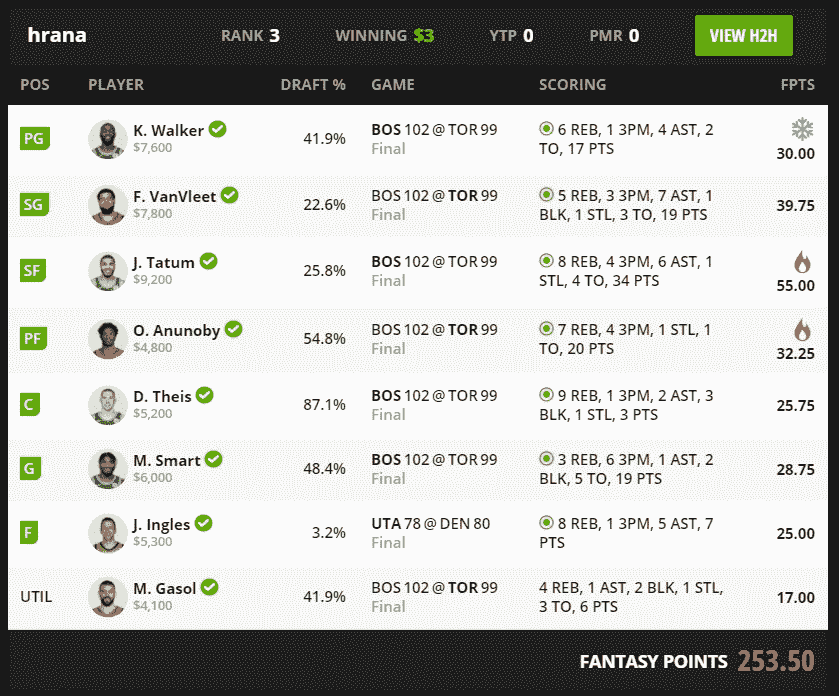 hrana RANK 3 WINNING $3 YTP 0 PMR 0 VIEW H2H
POS PLAYER DRAFT % GAME SCORING FPTS
PG K. Walker 41.9% BOS 102 @ TOR 99 6 REB, 1 3PM, 4 AST, 2
$7,600 Final TO, 17 PTS 30.00
SG F. VanVleet 22.6% BOS 102 @ TOR 99 5 REB, 3 3PM, 7 AST, 1
$7,800 Final BLK, 1 STL, 3 TO, 19 PTS 39.75
SF J. Tatum 25.8% BOS 102 @ TOR 99 8 REB, 4 3PM, 6 AST, 1
$9,200 Final STL, 4 TO, 34 PTS 55.00
PF O. Anunoby 54.8% BOS 102 @ TOR 99 7 REB, 4 3PM, 1 STL, 1
$4,800 Final TO, 20 PTS 32.25
C D. Theis 87.1% BOS 102 @ TOR 99 9 REB, 1 3PM, 2 AST, 3
$5,200 Final BLK, 1 STL, 3 PTS 25.75
G M. Smart 48.4% BOS 102 @ TOR 99 3 REB, 6 3PM, 1 AST, 2
$6,000 Final BLK, 5 TO, 19 PTS 28.75
F J. Ingles 3.2% UTA 78 @ DEN 80 8 REB, 1 3PM, 5 AST, 7
$5,300 Final PTS 25.00
UTIL M. Gasol 41.9% BOS 102 @ TOR 99 4 REB, 1 AST, 2 BLK, 1 STL,
$4,100 Final 3 TO, 6 PTS 17.00
FANTASY POINTS 253.50